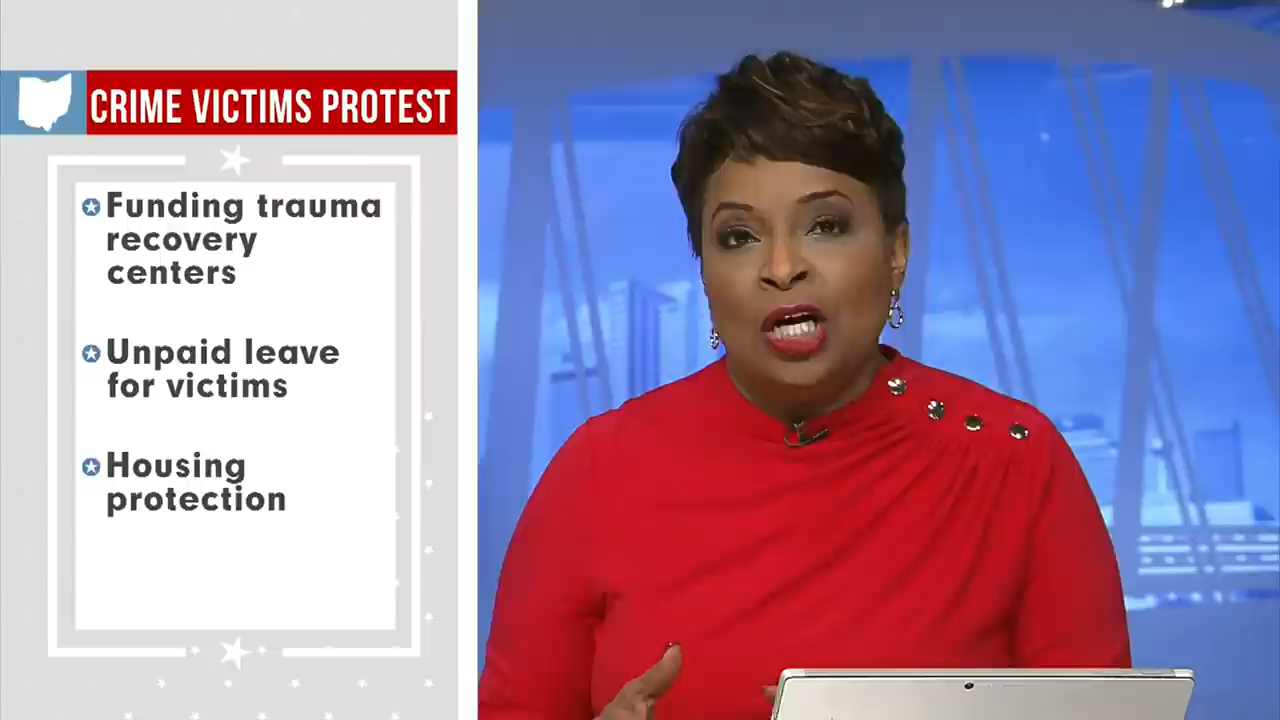 CRIME VICTIMS PROTEST
Funding trauma
recovery
centers
Unpaid leave
for victims
Housing
protection